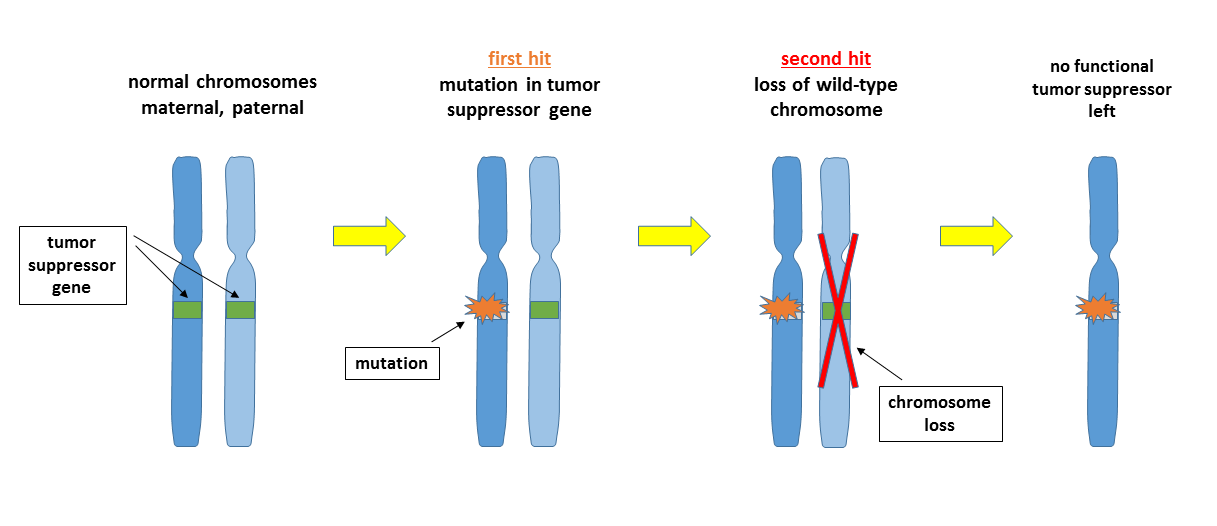 normal chromosomes
maternal, paternal
first hit
mutation in tumor
suppressor gene
second hit
loss of wild-type
chromosome
no functional
tumor suppressor
left
tumor
suppressor
gene
mutation
chromosome
loss